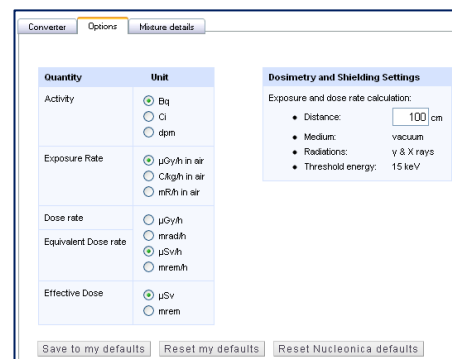 Converter Options Mixture details
Quantity Unit
Activity
Bq
Ci
dpm
Exposure Rate
µGy/h in air
C/kg/h in air
mR/h in air
Dose rate
Equivalent Dose rate
µGy/h
mrad/h
µSv/h
mrem/h
Effective Dose
µSv
mrem
Dosimetry and Shielding Settings
Exposure and dose rate calculation:
• Distance: 100 cm
• Medium: vacuum
• Radiations: γ & X rays
• Threshold energy: 15 keV
Save to my defaults Reset my defaults Reset Nucleonica defaults